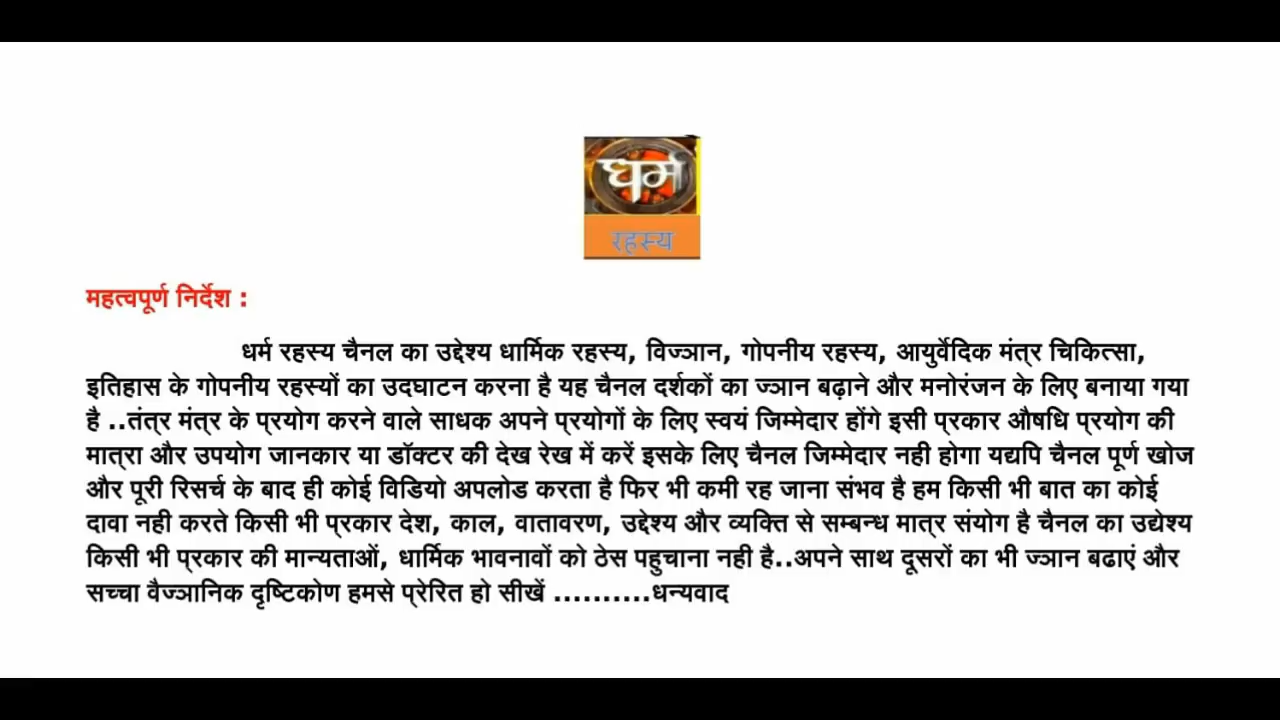 धर्म
रहस्य
महत्वपूर्ण निर्देश :
धर्म रहस्य चैनल का उद्देश्य धार्मिक रहस्य, विज्ञान, गोपनीय रहस्य, आयुर्वेदिक मंत्र चिकित्सा,
इतिहास के गोपनीय रहस्यों का उदघाटन करना है यह चैनल दर्शकों का ज्ञान बढ़ाने और मनोरंजन के लिए बनाया गया
है ..तंत्र मंत्र के प्रयोग करने वाले साधक अपने प्रयोगों के लिए स्वयं जिम्मेदार होंगे इसी प्रकार औषधि प्रयोग की
मात्रा और उपयोग जानकार या डॉक्टर की देख रेख में करें इसके लिए चैनल जिम्मेदार नही होगा यद्यपि चैनल पूर्ण खोज
और पूरी रिसर्च के बाद ही कोई विडियो अपलोड करता है फिर भी कमी रह जाना संभव है हम किसी भी बात का कोई
दावा नही करते किसी भी प्रकार देश, काल, वातावरण, उद्देश्य और व्यक्ति से सम्बन्ध मात्र संयोग है चैनल का उद्येश्य
किसी भी प्रकार की मान्यताओं, धार्मिक भावनावों को ठेस पहुचाना नही है..अपने साथ दूसरों का भी ज्ञान बढाएं और
सच्चा वैज्ञानिक दृष्टिकोण हमसे प्रेरित हो सीखें ..........धन्यवाद